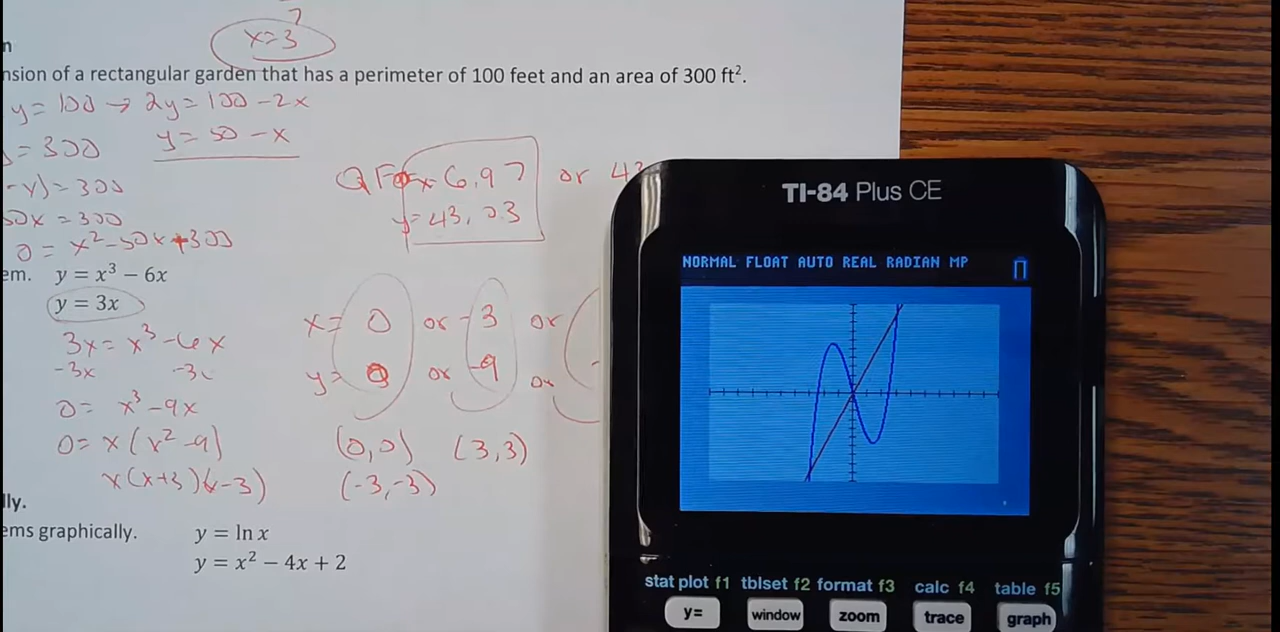 x=3
n
nsion of a rectangular garden that has a perimeter of 100 feet and an area of 300 ft².
y = 100 → 2y = 100 - 2x
y = 50 - x
= 300
-x) = 300
50x = 300
0 = x² - 50x + 300
QF x = 6.97 or 43
y = 43.03
em. y = x³ − 6x
y = 3x
3x = x³ - 6x
-3x -3x
0 = x³ - 9x
0 = x(x² - 9)
x(x+3)(x-3)
x = 0 or -3 or
y = 0 or -9 or
(0,0) (3,3)
(-3,-3)
lly.
ems graphically. y = ln x
y = x² − 4x + 2
TI-84 Plus CE
NORMAL FLOAT AUTO REAL RADIAN MP
stat plot f1 tblset f2 format f3 calc f4 table f5
y= window zoom trace graph